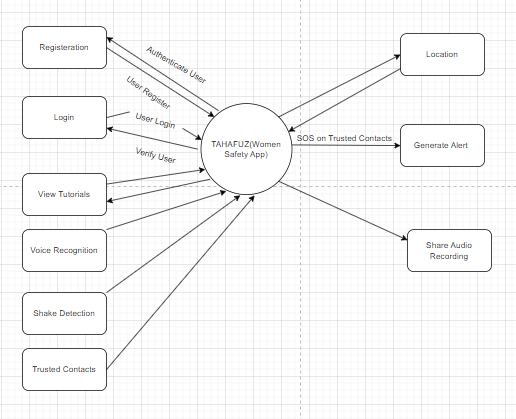 Registeration
Authenticate User
User Register
Login
User Login
Verify User
View Tutorials
Voice Recognition
Shake Detection
Trusted Contacts
TAHAFUZ(Women
Safety App)
Location
SOS on Trusted Contacts
Generate Alert
Share Audio
Recording